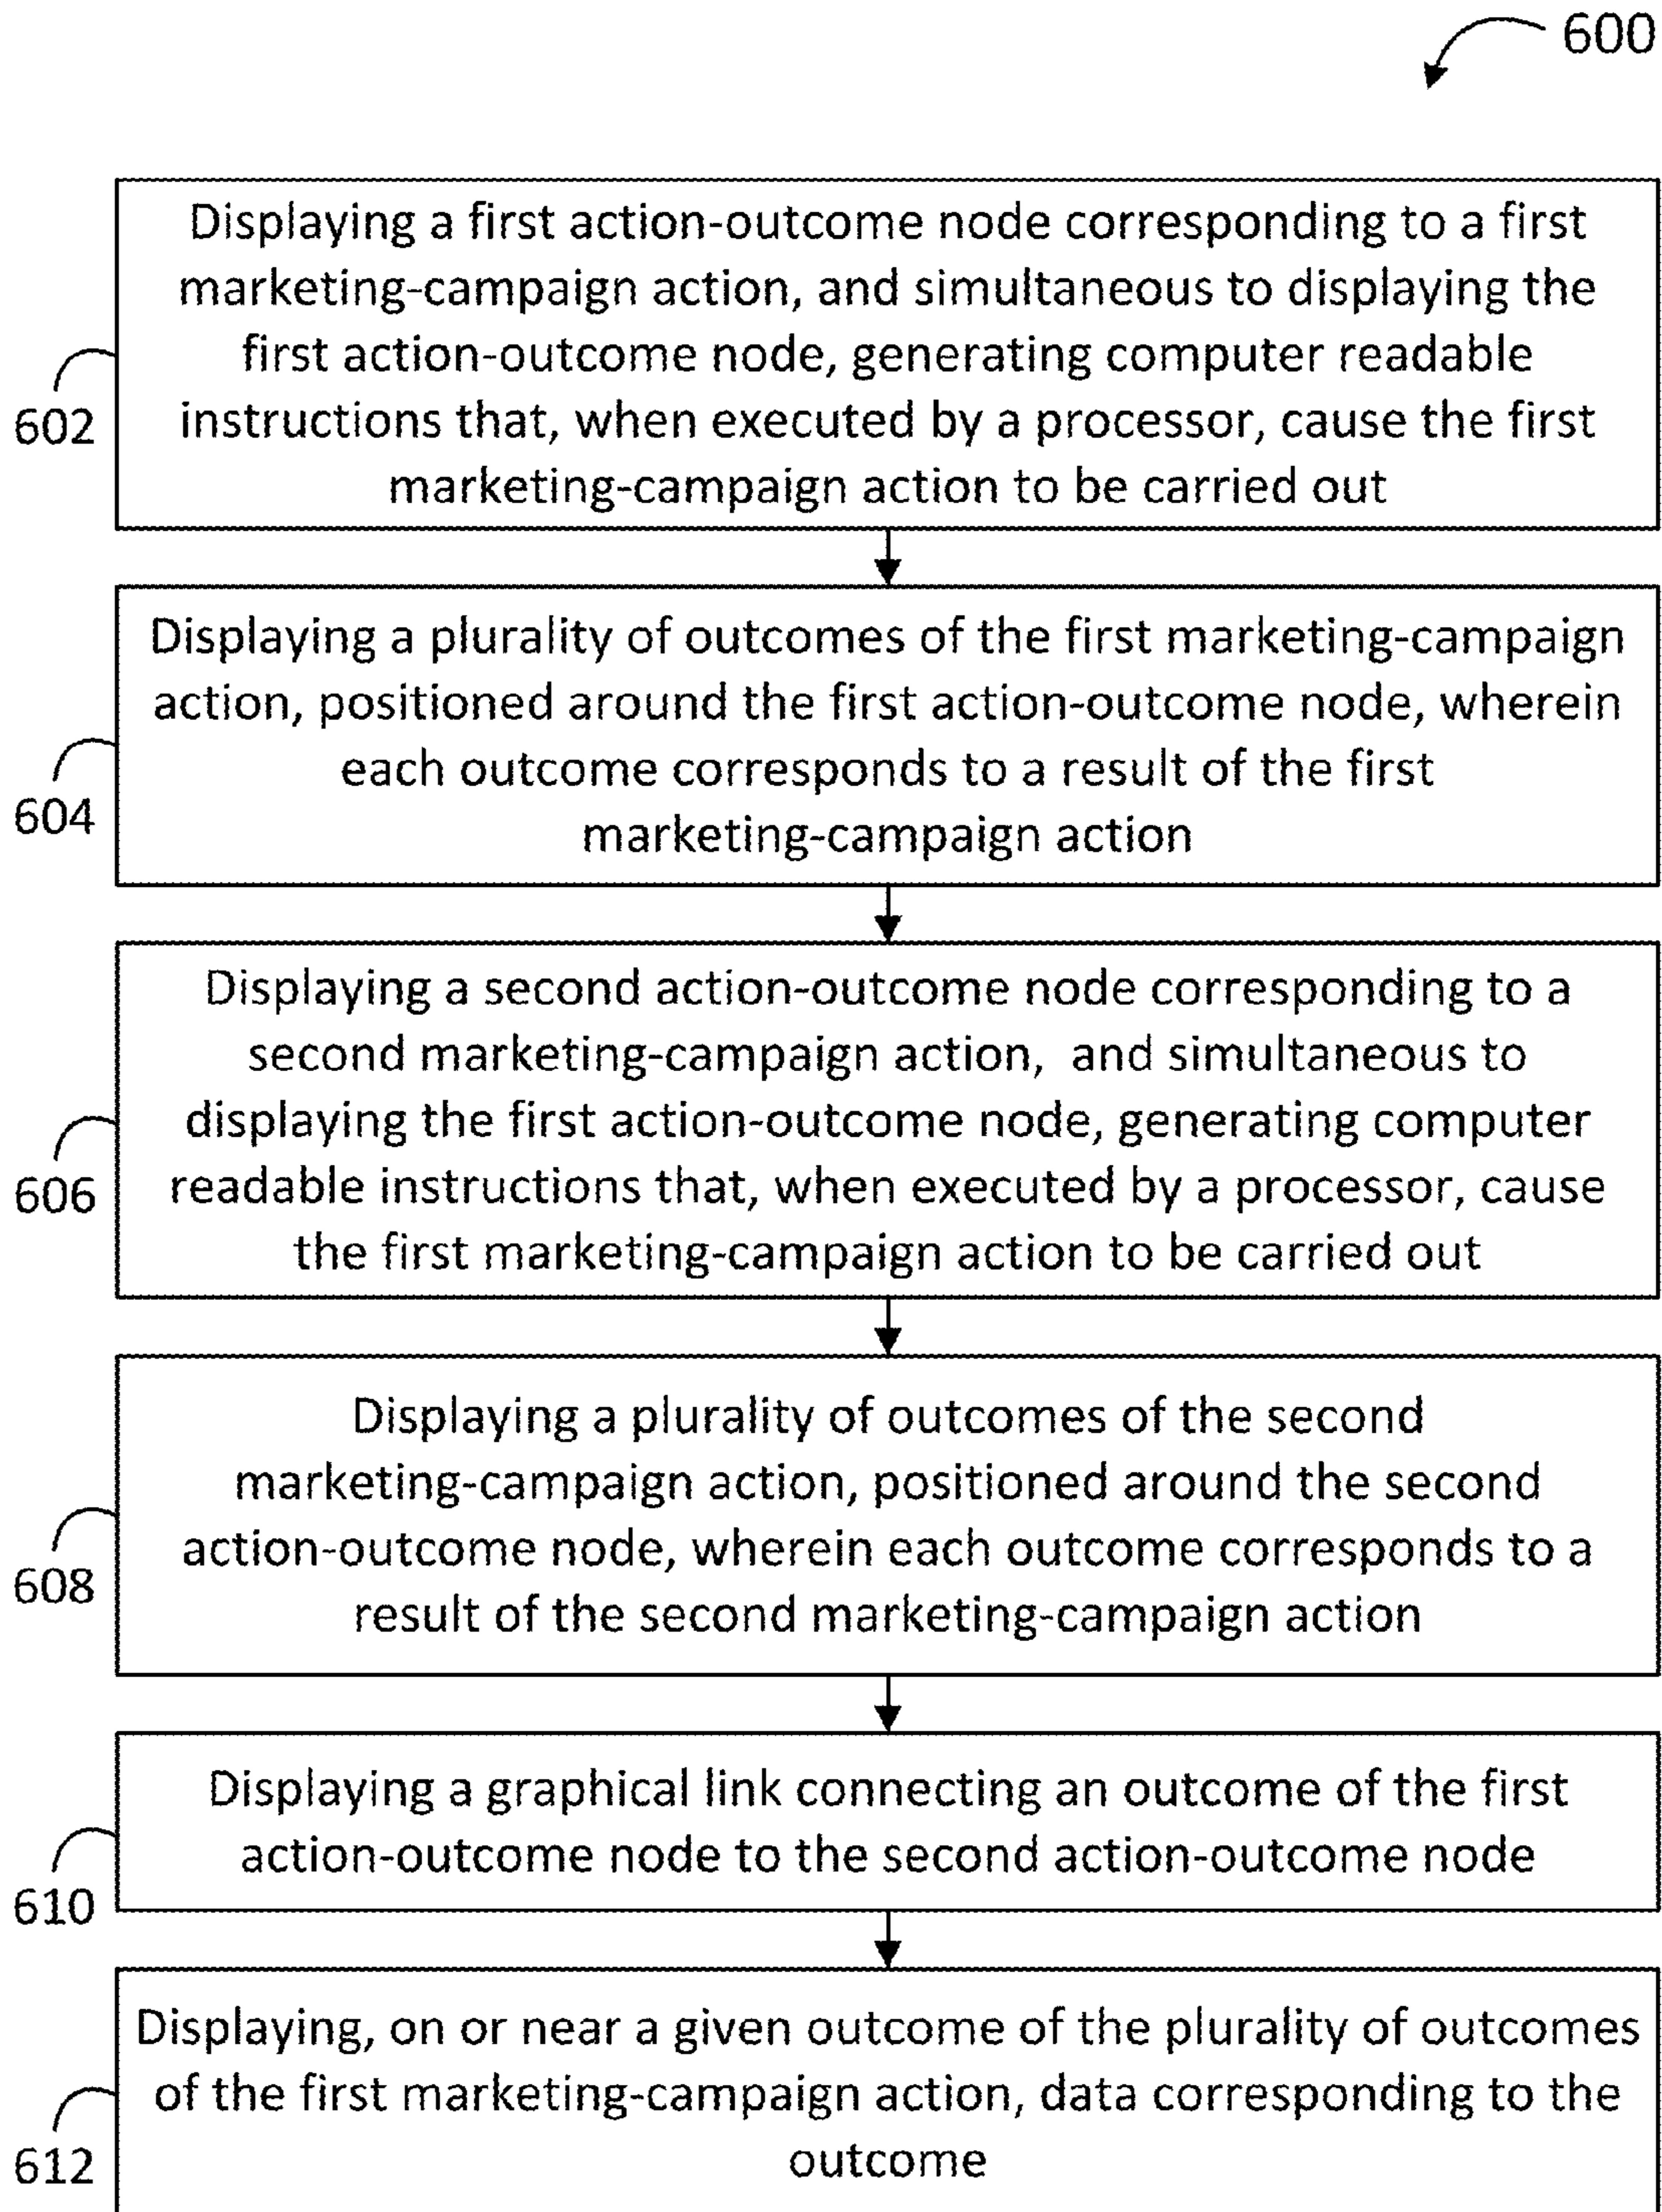 600
Displaying a first action-outcome node corresponding to a first
marketing-campaign action, and simultaneous to displaying the
first action-outcome node, generating computer readable
instructions that, when executed by a processor, cause the first
marketing-campaign action to be carried out
602
Displaying a plurality of outcomes of the first marketing-campaign
action, positioned around the first action-outcome node, wherein
each outcome corresponds to a result of the first
marketing-campaign action
604
Displaying a second action-outcome node corresponding to a
second marketing-campaign action, and simultaneous to
displaying the first action-outcome node, generating computer
readable instructions that, when executed by a processor, cause
the first marketing-campaign action to be carried out
606
Displaying a plurality of outcomes of the second
marketing-campaign action, positioned around the second
action-outcome node, wherein each outcome corresponds to a
result of the second marketing-campaign action
608
Displaying a graphical link connecting an outcome of the first
action-outcome node to the second action-outcome node
610
Displaying, on or near a given outcome of the plurality of outcomes
of the first marketing-campaign action, data corresponding to the
outcome
612